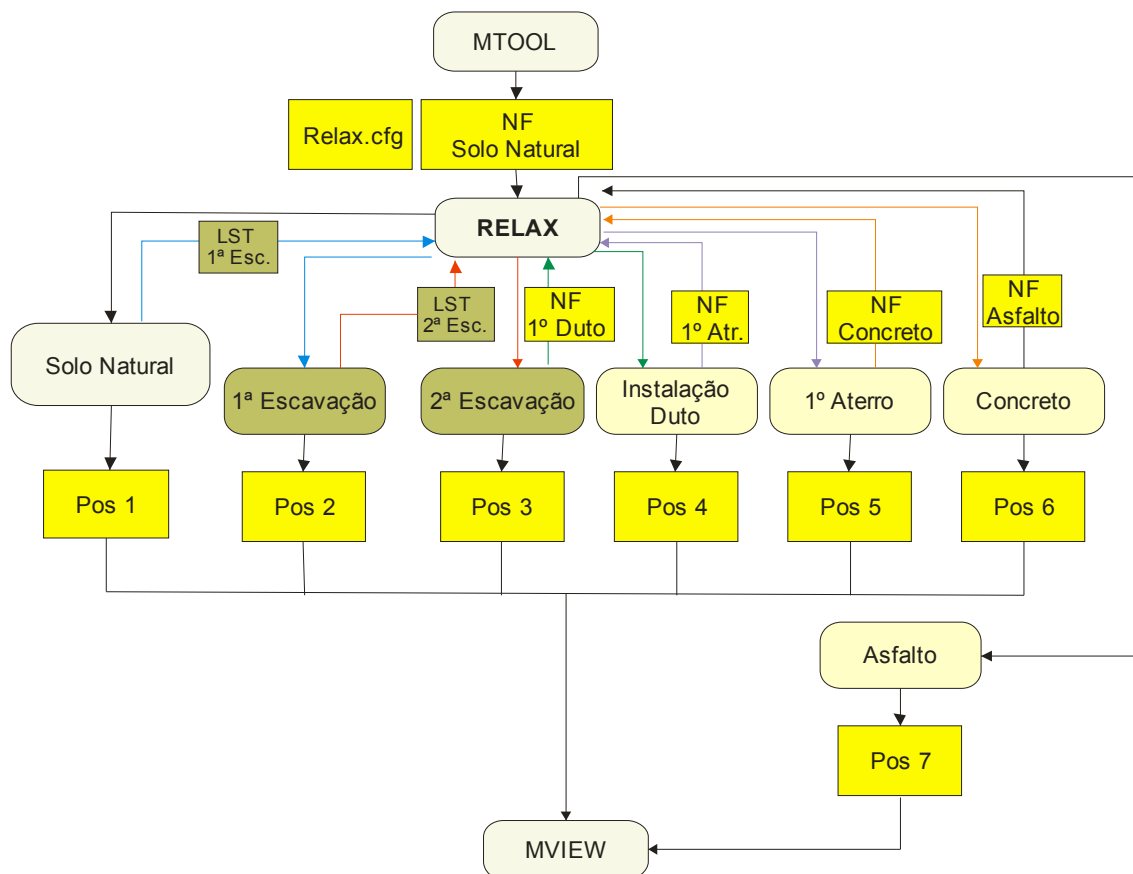 MTOOL
Relax.cfg
NF
Solo Natural
RELAX
LST
1ª Esc.
LST
2ª Esc.
NF
1º Duto
NF
1º Atr.
NF
Concreto
NF
Asfalto
Solo Natural
1ª Escavação
2ª Escavação
Instalação
Duto
1º Aterro
Concreto
Pos 1
Pos 2
Pos 3
Pos 4
Pos 5
Pos 6
Asfalto
Pos 7
MVIEW